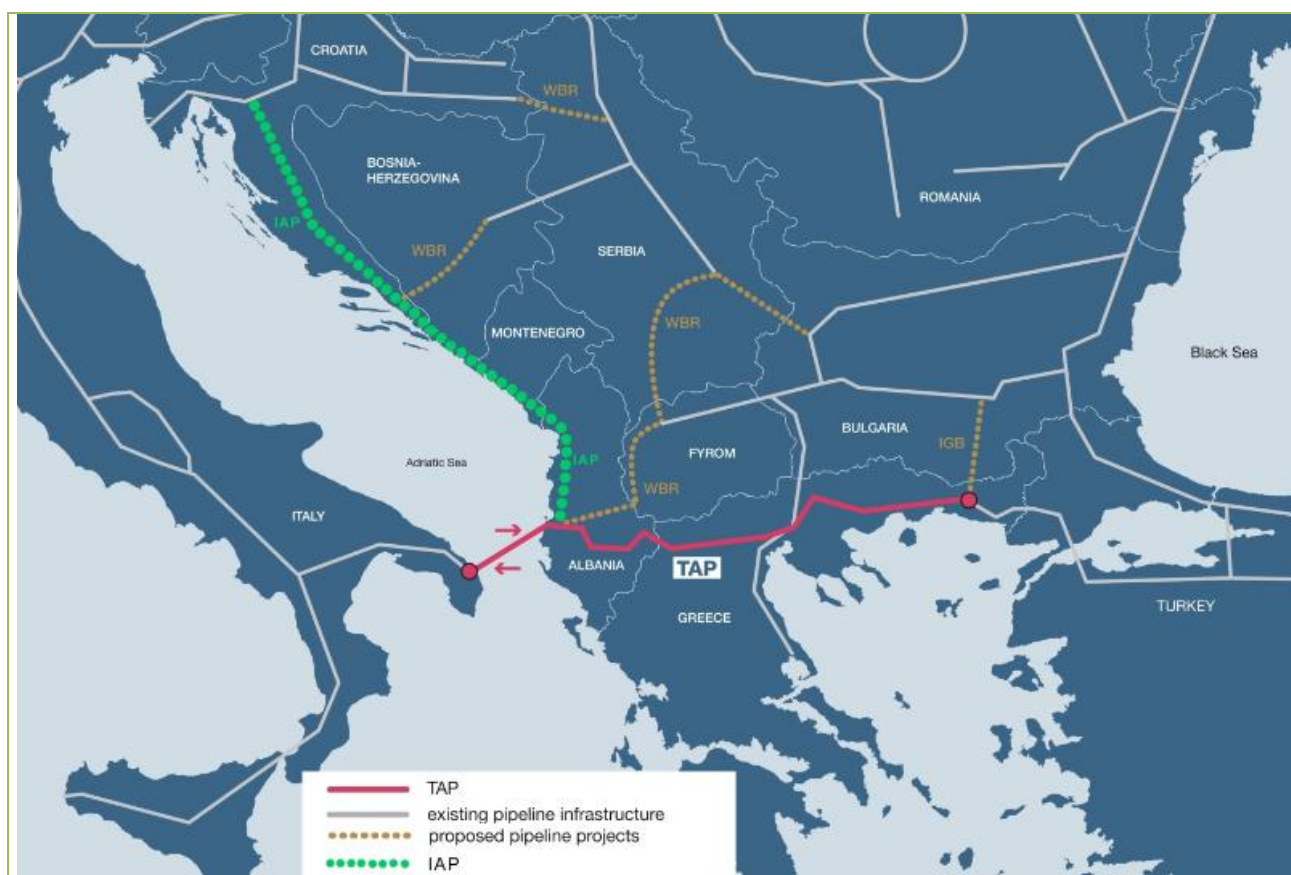 CROATIA
WBR
BOSNIA-
HERZEGOVINA
ROMANIA
IAP
WBR
SERBIA
WBR
MONTENEGRO
Black Sea
BULGARIA
IGB
FYROM
Adriatic Sea
IAP
WBR
ITALY
ALBANIA
TAP
GREECE
TURKEY
TAP
existing pipeline infrastructure
proposed pipeline projects
IAP